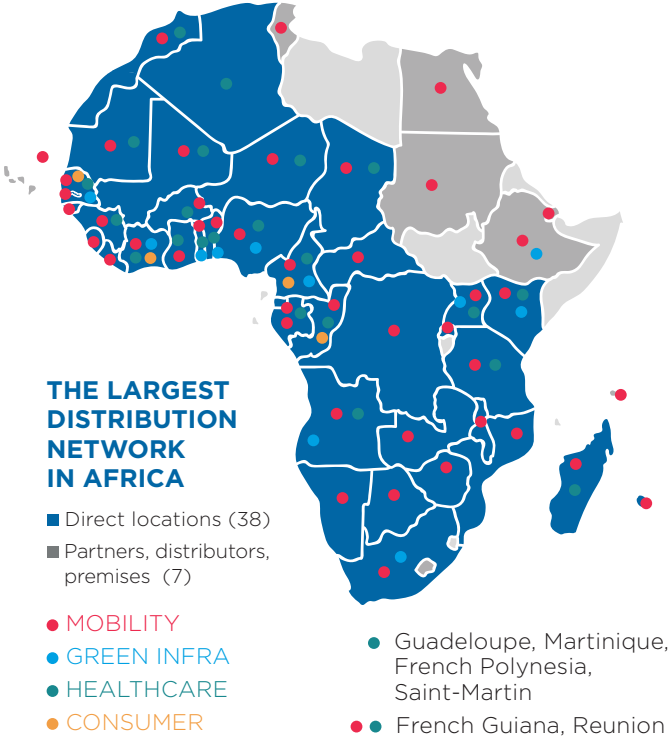 THE LARGEST
DISTRIBUTION
NETWORK
IN AFRICA
Direct locations (38)
Partners, distributors,
premises (7)
MOBILITY
GREEN INFRA
HEALTHCARE
CONSUMER
Guadeloupe, Martinique,
French Polynesia,
Saint-Martin
French Guiana, Reunion